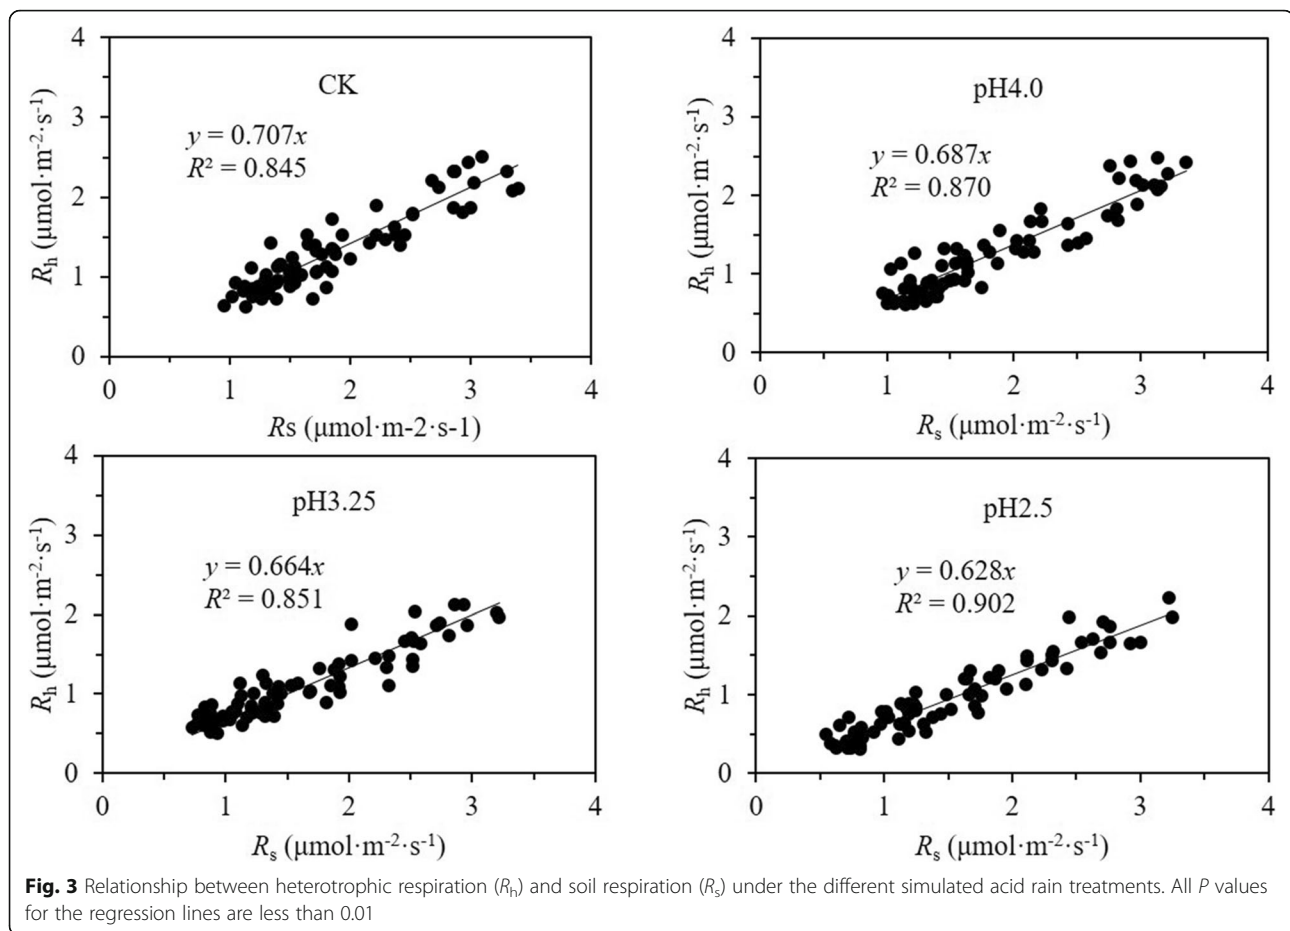 CK
y = 0.707x
R² = 0.845
Rh (μmol·m-2·s-1)
4
3
2
1
0
0 1 2 3 4
Rs (μmol·m-2·s-1)
pH4.0
y = 0.687x
R² = 0.870
Rh (μmol·m-2·s-1)
4
3
2
1
0
0 1 2 3 4
Rs (μmol·m-2·s-1)
pH3.25
y = 0.664x
R² = 0.851
Rh (μmol·m-2·s-1)
4
3
2
1
0
0 1 2 3 4
Rs (μmol·m-2·s-1)
pH2.5
y = 0.628x
R² = 0.902
Rh (μmol·m-2·s-1)
4
3
2
1
0
0 1 2 3 4
Rs (μmol·m-2·s-1)
Fig. 3 Relationship between heterotrophic respiration (Rh) and soil respiration (Rs) under the different simulated acid rain treatments. All P values
for the regression lines are less than 0.01